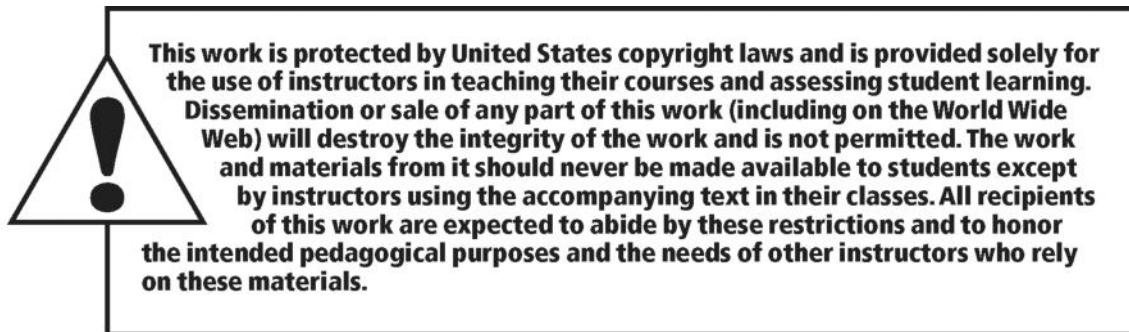 This work is protected by United States copyright laws and is provided solely for
the use of instructors in teaching their courses and assessing student learning.
Dissemination or sale of any part of this work (including on the World Wide
Web) will destroy the integrity of the work and is not permitted. The work
and materials from it should never be made available to students except
by instructors using the accompanying text in their classes. All recipients
of this work are expected to abide by these restrictions and to honor
the intended pedagogical purposes and the needs of other instructors who rely
on these materials.